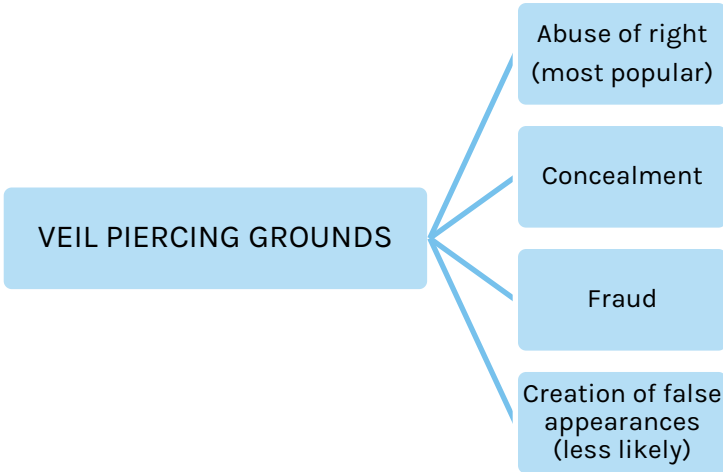 VEIL PIERCING GROUNDS
Abuse of right
(most popular)
Concealment
Fraud
Creation of false
appearances
(less likely)